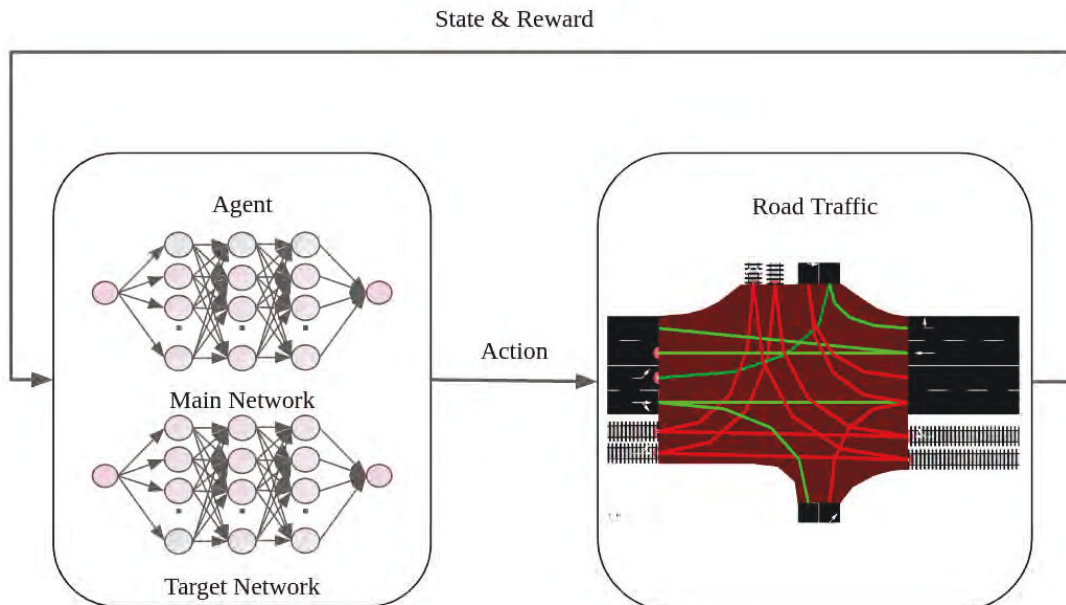 State & Reward
Agent
Main Network
Target Network
Action
Road Traffic